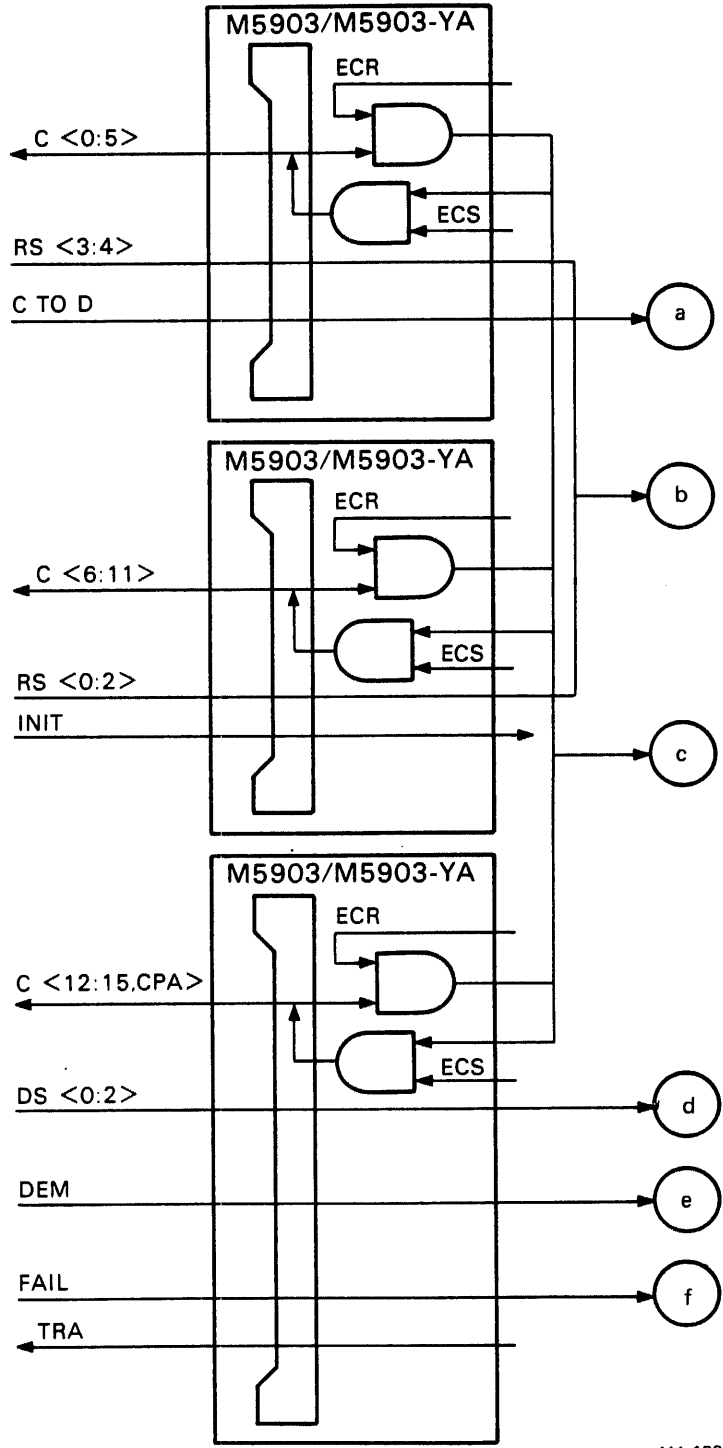 M5903/M5903-YA
ECR
C <0:5>
ECS
RS <3:4>
C TO D
a
M5903/M5903-YA
b
ECR
C <6:11>
ECS
RS <0:2>
INIT
c
M5903/M5903-YA
ECR
C <12:15,CPA>
ECS
DS <0:2>
d
DEM
e
FAIL
f
TRA